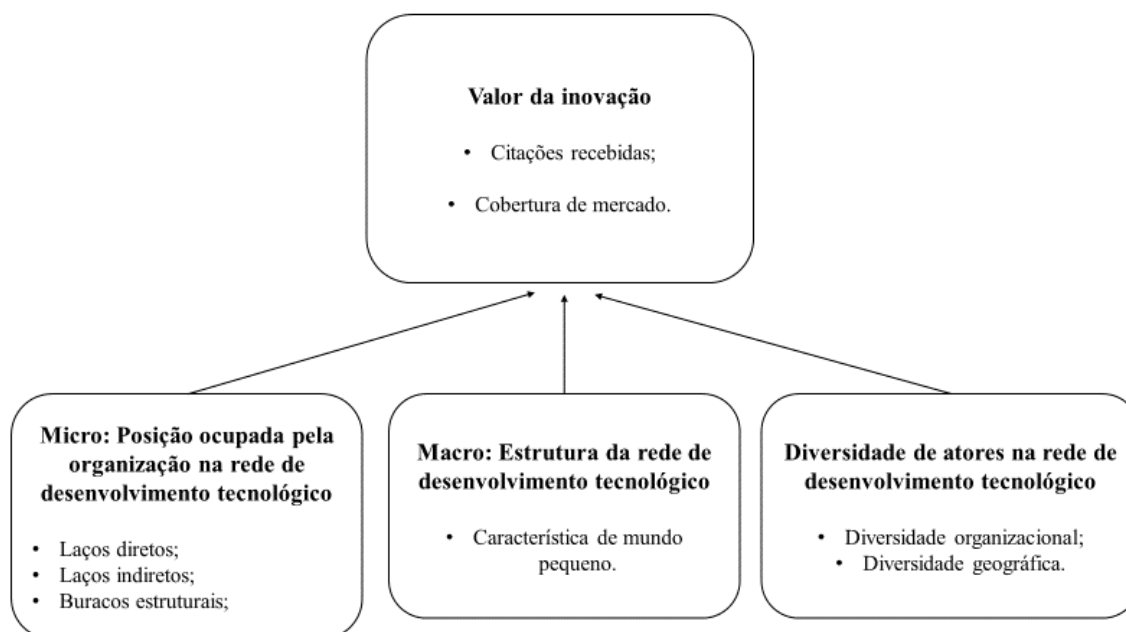 Valor da inovação
• Citações recebidas;
• Cobertura de mercado.
Micro: Posição ocupada pela
organização na rede de
desenvolvimento tecnológico
• Laços diretos;
• Laços indiretos;
• Buracos estruturais;
Macro: Estrutura da rede de
desenvolvimento tecnológico
• Característica de mundo
pequeno.
Diversidade de atores na rede de
desenvolvimento tecnológico
• Diversidade organizacional;
• Diversidade geográfica.